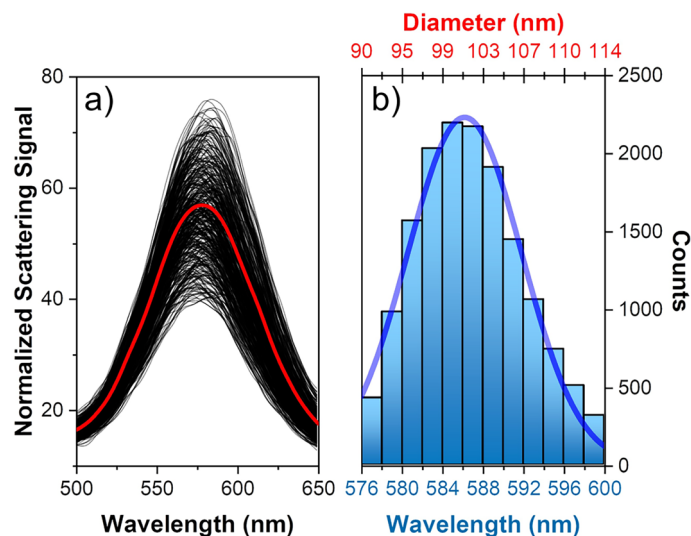 Diameter (nm)
90 95 99 101 103 107 110 114
a)
b)
80
60
40
20
Normalized Scattering Signal
500 550 600 650
Wavelength (nm)
2500
2000
1500
1000
500
0
Counts
576 580 584 588 592 596 600
Wavelength (nm)